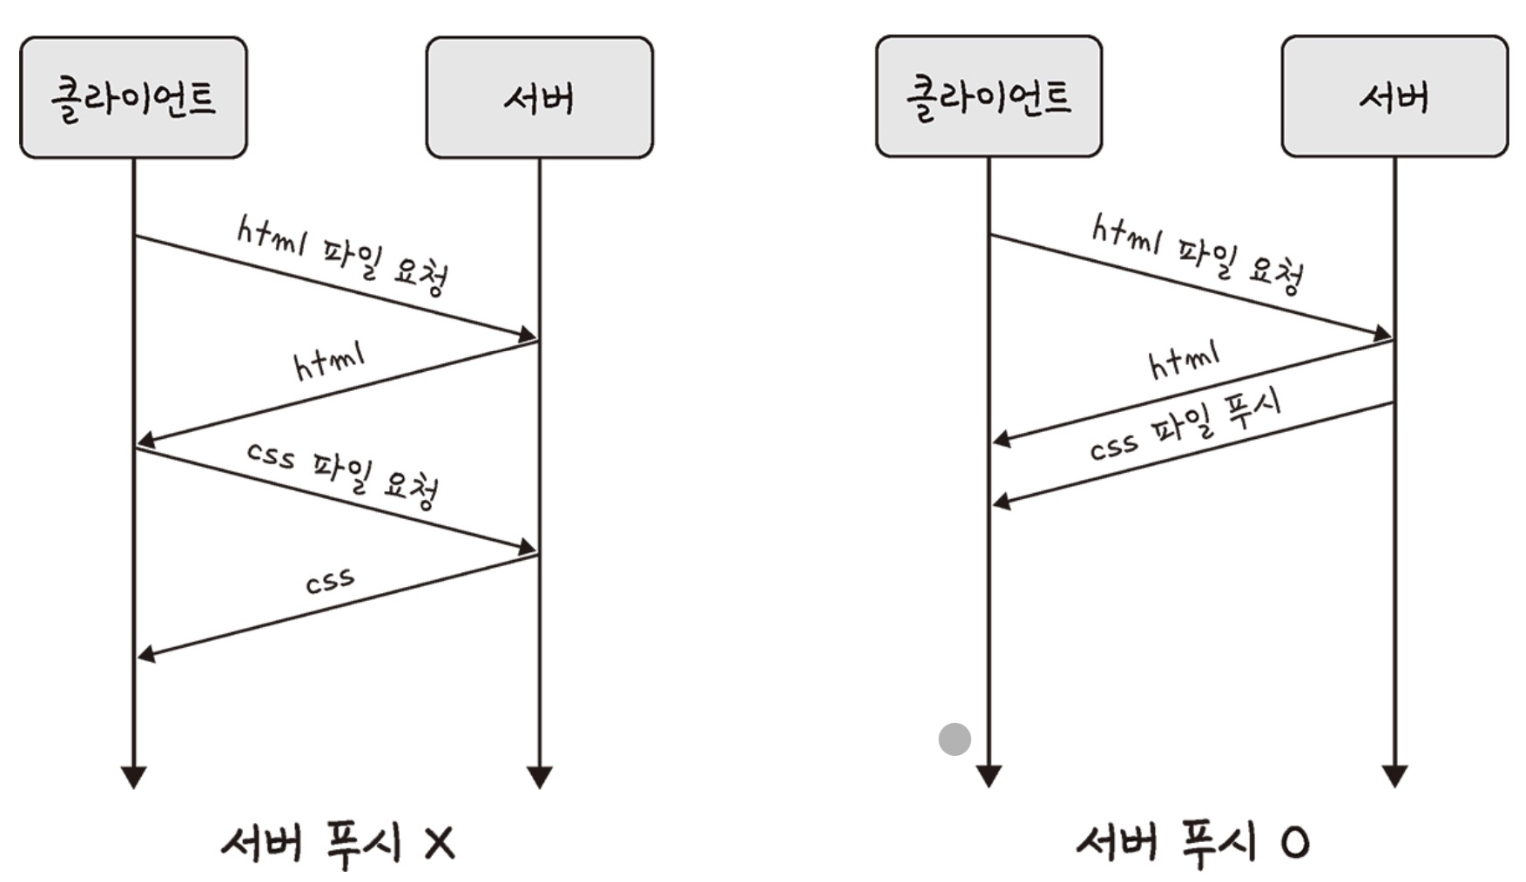 클라이언트
서버
html 파일 요청
html
css 파일 요청
css
서버 푸시 X
클라이언트
서버
html 파일 요청
html
css 파일 푸시
서버 푸시 O